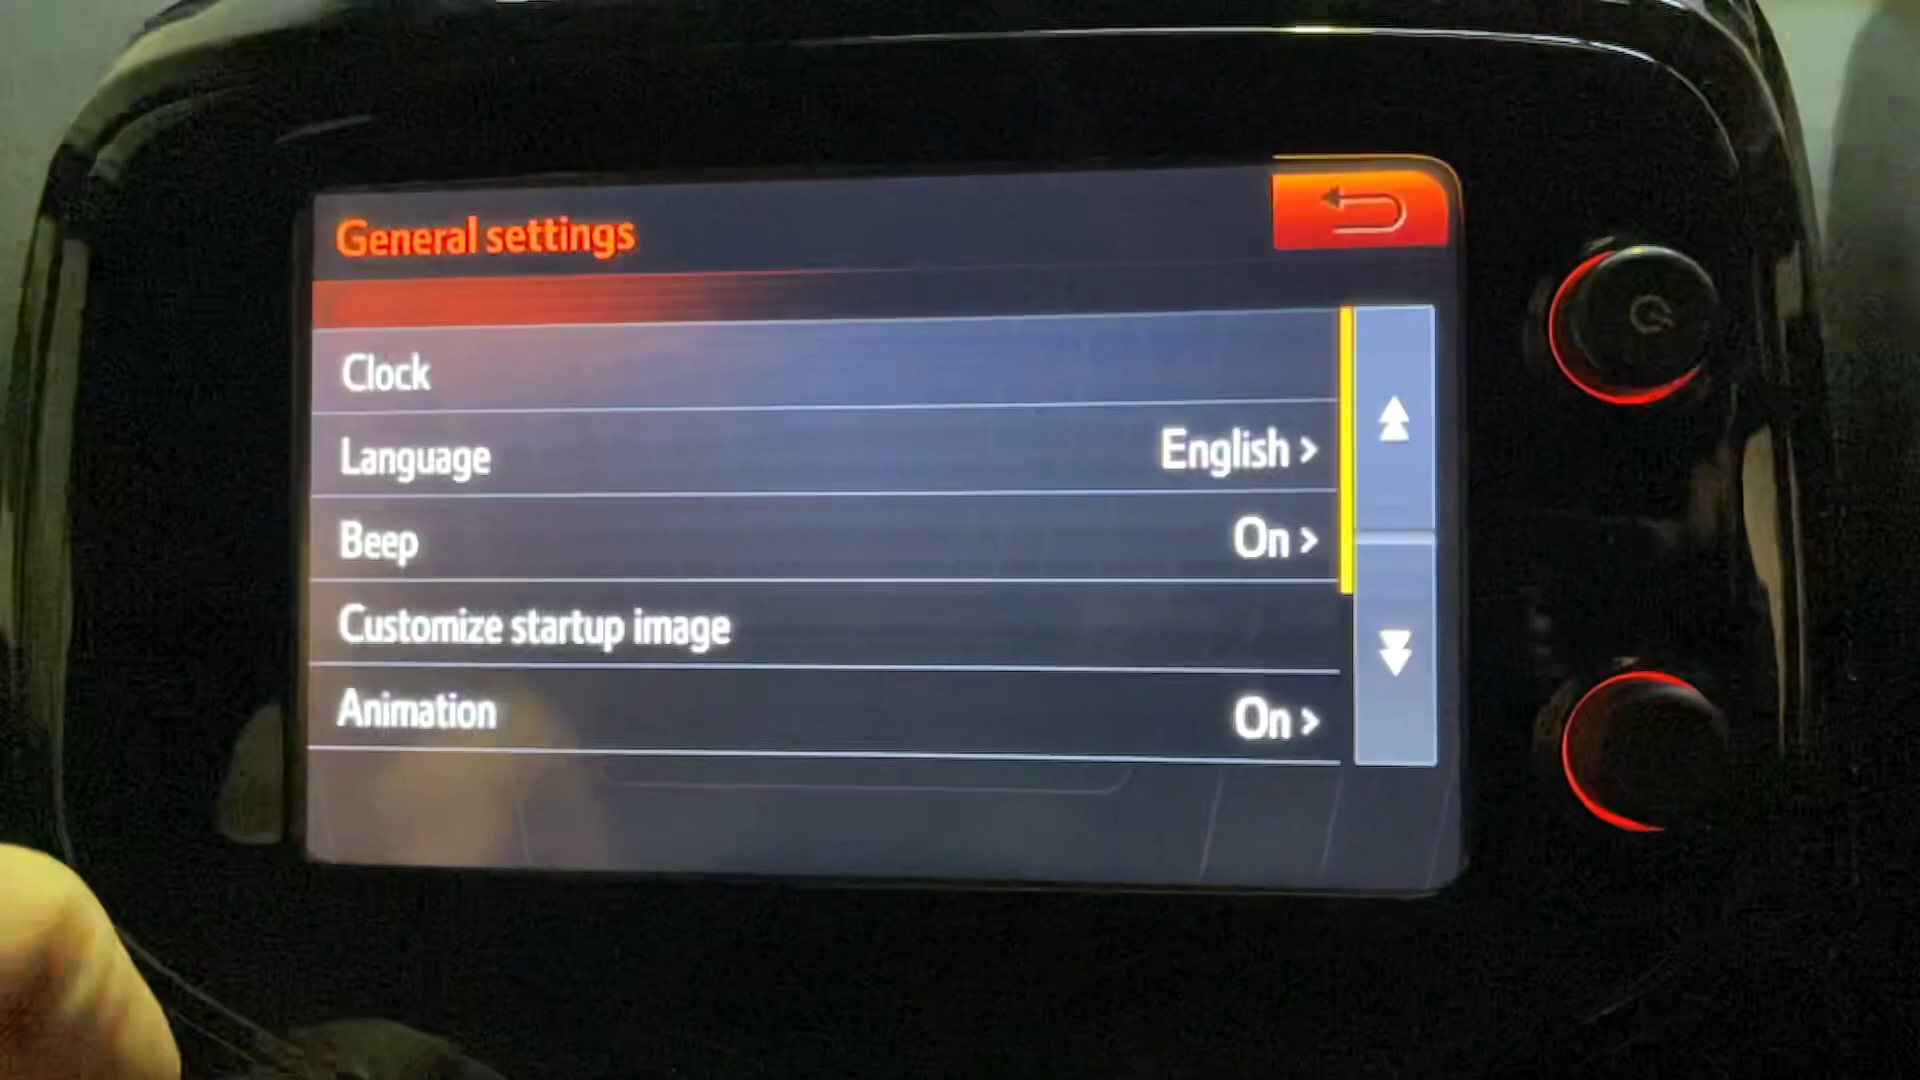 General settings
Clock
Language English >
Beep On >
Customize startup image
Animation On >